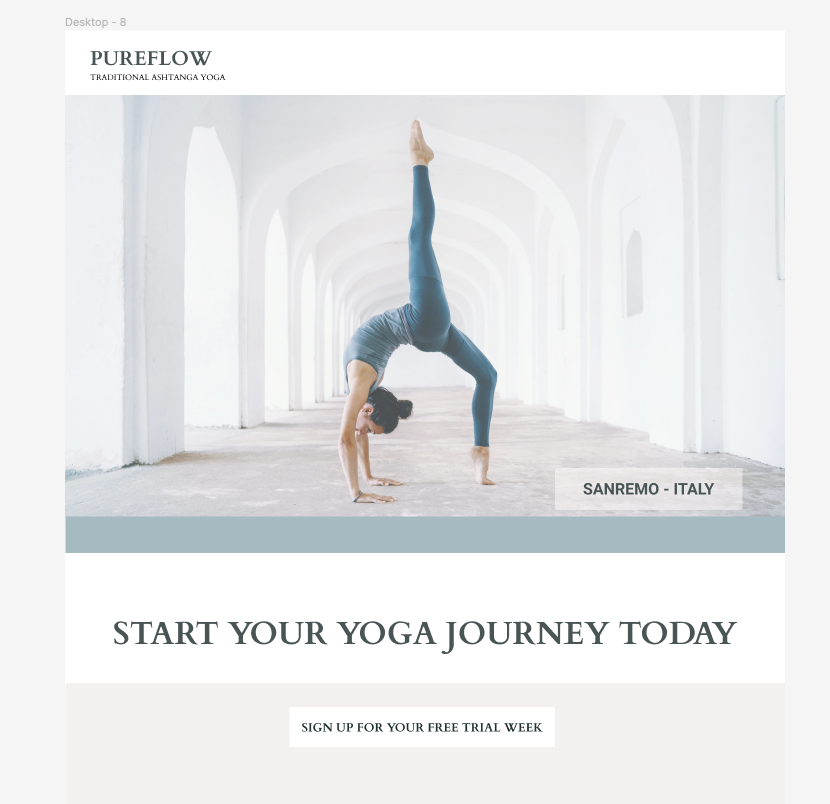 Desktop – 8
PUREFLOW
TRADITIONAL ASHTANGA YOGA
SANREMO - ITALY
START YOUR YOGA JOURNEY TODAY
SIGN UP FOR YOUR FREE TRIAL WEEK